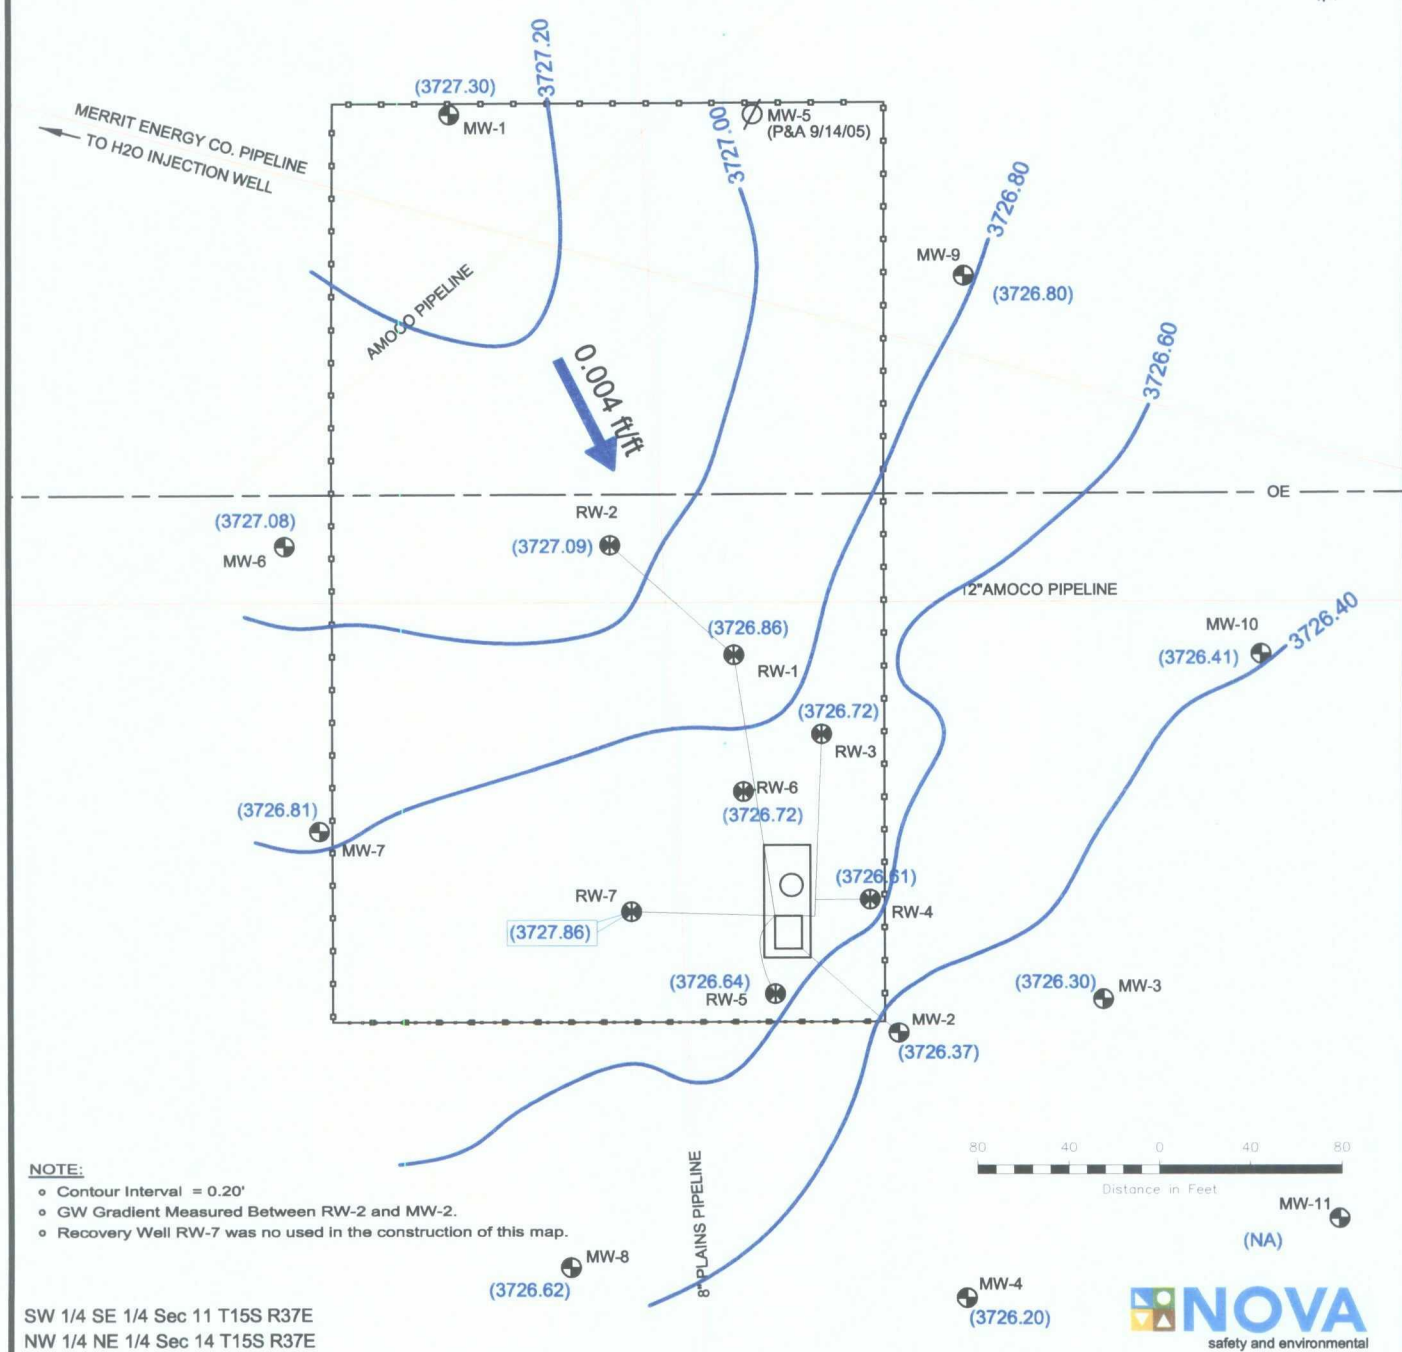 3727.20
(3727.30)
MW-1
MW-5
(P&A 9/14/05)
3727.00
MERRIT ENERGY CO. PIPELINE
TO H2O INJECTION WELL
3726.80
MW-9
(3726.80)
AMOCO PIPELINE
0.004 ft/ft
3726.60
OE
RW-2
(3727.08)
(3727.09)
MW-6
12"AMOCO PIPELINE
(3726.86)
RW-1
MW-10
(3726.41)
3726.40
(3726.72)
RW-3
RW-6
(3726.72)
(3726.81)
MW-7
(3726.61)
RW-7
RW-4
(3727.86)
(3726.64)
RW-5
(3726.30)
MW-3
MW-2
(3726.37)
80 40 0 40 80
Distance in Feet
NOTE:
Contour Interval = 0.20'
GW Gradient Measured Between RW-2 and MW-2.
Recovery Well RW-7 was no used in the construction of this map.
8" PLAINS PIPELINE
MW-11
(NA)
MW-8
(3726.62)
MW-4
(3726.20)
SW 1/4 SE 1/4 Sec 11 T15S R37E
NW 1/4 NE 1/4 Sec 14 T15S R37E
NOVA
safety and environmental